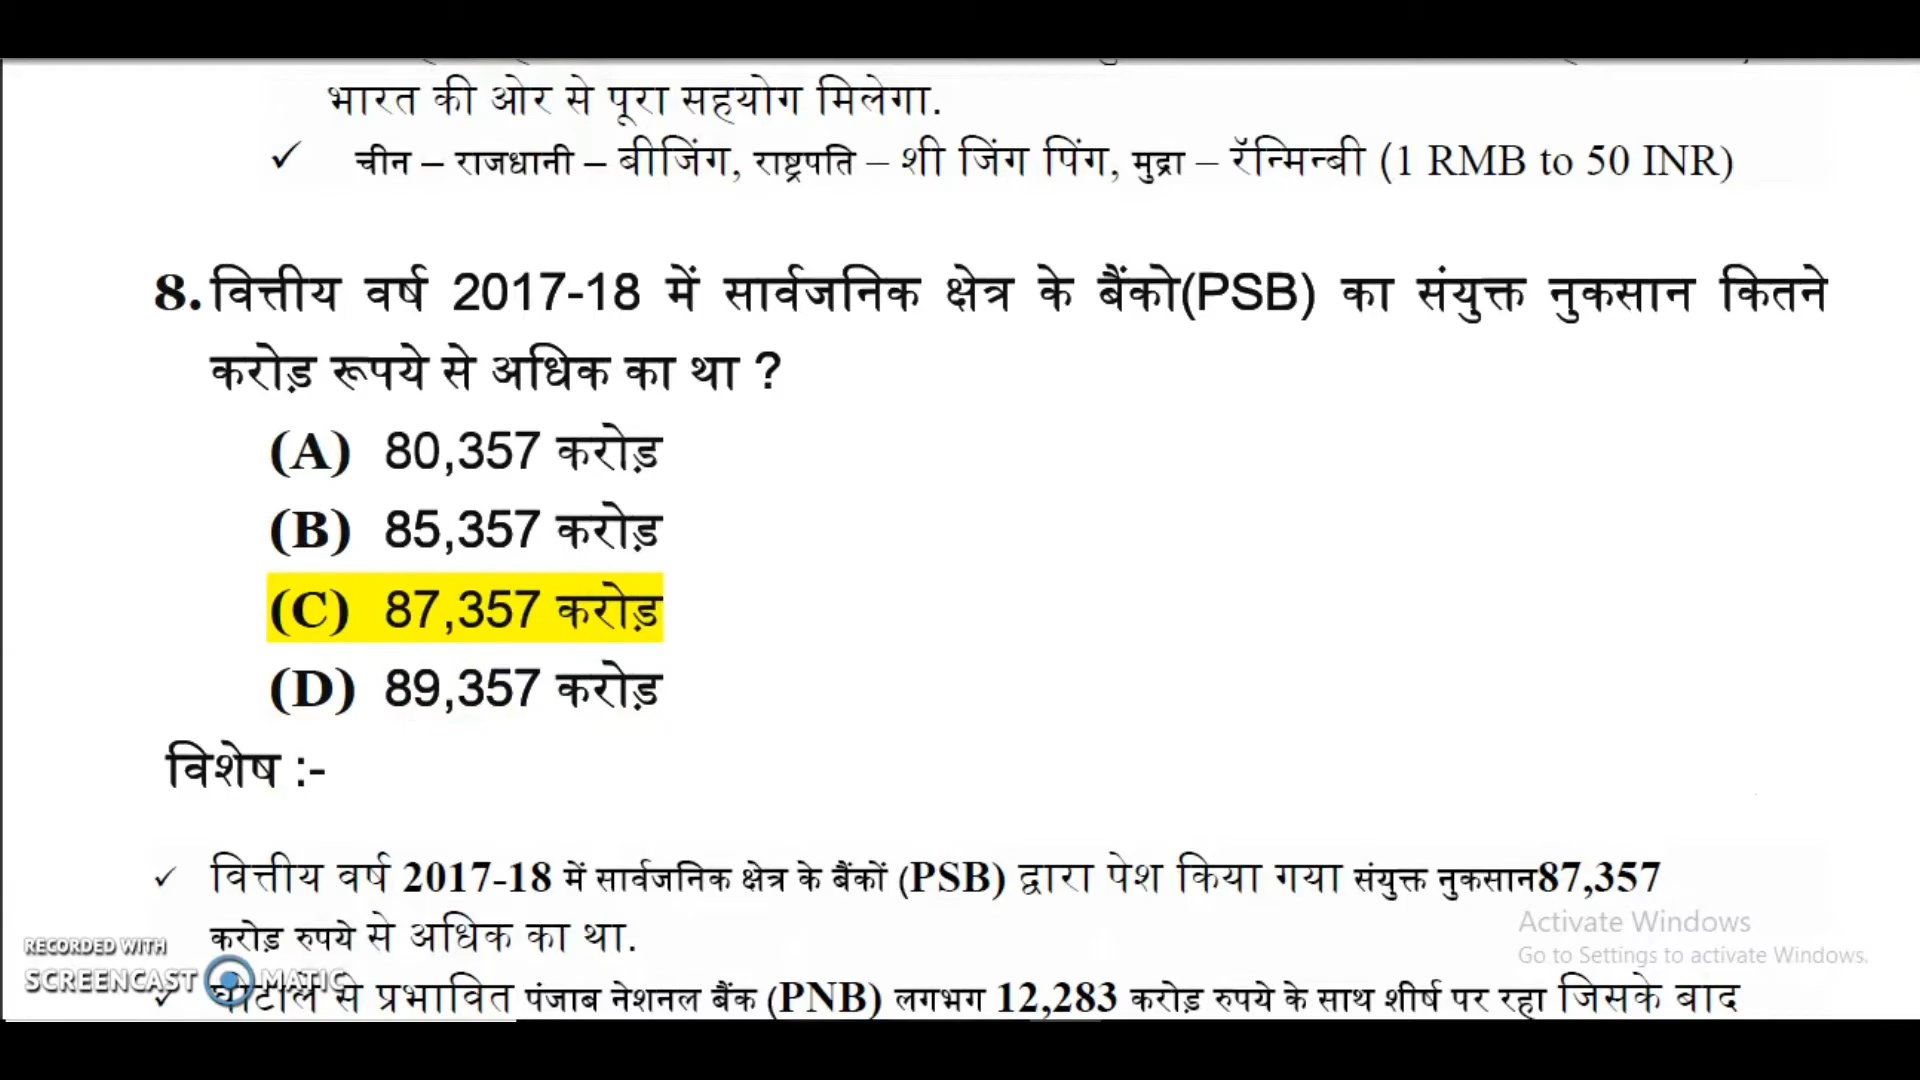 भारत की ओर से पूरा सहयोग मिलेगा.
✓ चीन – राजधानी – बीजिंग, राष्ट्रपति – शी जिंग पिंग, मुद्रा – रॅन्मिन्बी (1 RMB to 50 INR)
8. वित्तीय वर्ष 2017-18 में सार्वजनिक क्षेत्र के बैंको(PSB) का संयुक्त नुकसान कितने
करोड़ रूपये से अधिक का था ?
(A) 80,357 करोड़
(B) 85,357 करोड़
(C) 87,357 करोड़
(D) 89,357 करोड़
विशेष :-
✓ वित्तीय वर्ष 2017-18 में सार्वजनिक क्षेत्र के बैंकों (PSB) द्वारा पेश किया गया संयुक्त नुकसान87,357
करोड़ रुपये से अधिक का था.
✓ घोटाले से प्रभावित पंजाब नेशनल बैंक (PNB) लगभग 12,283 करोड़ रुपये के साथ शीर्ष पर रहा जिसके बाद
Activate Windows
Go to Settings to activate Windows.
RECORDED WITH
SCREENCAST MATIC